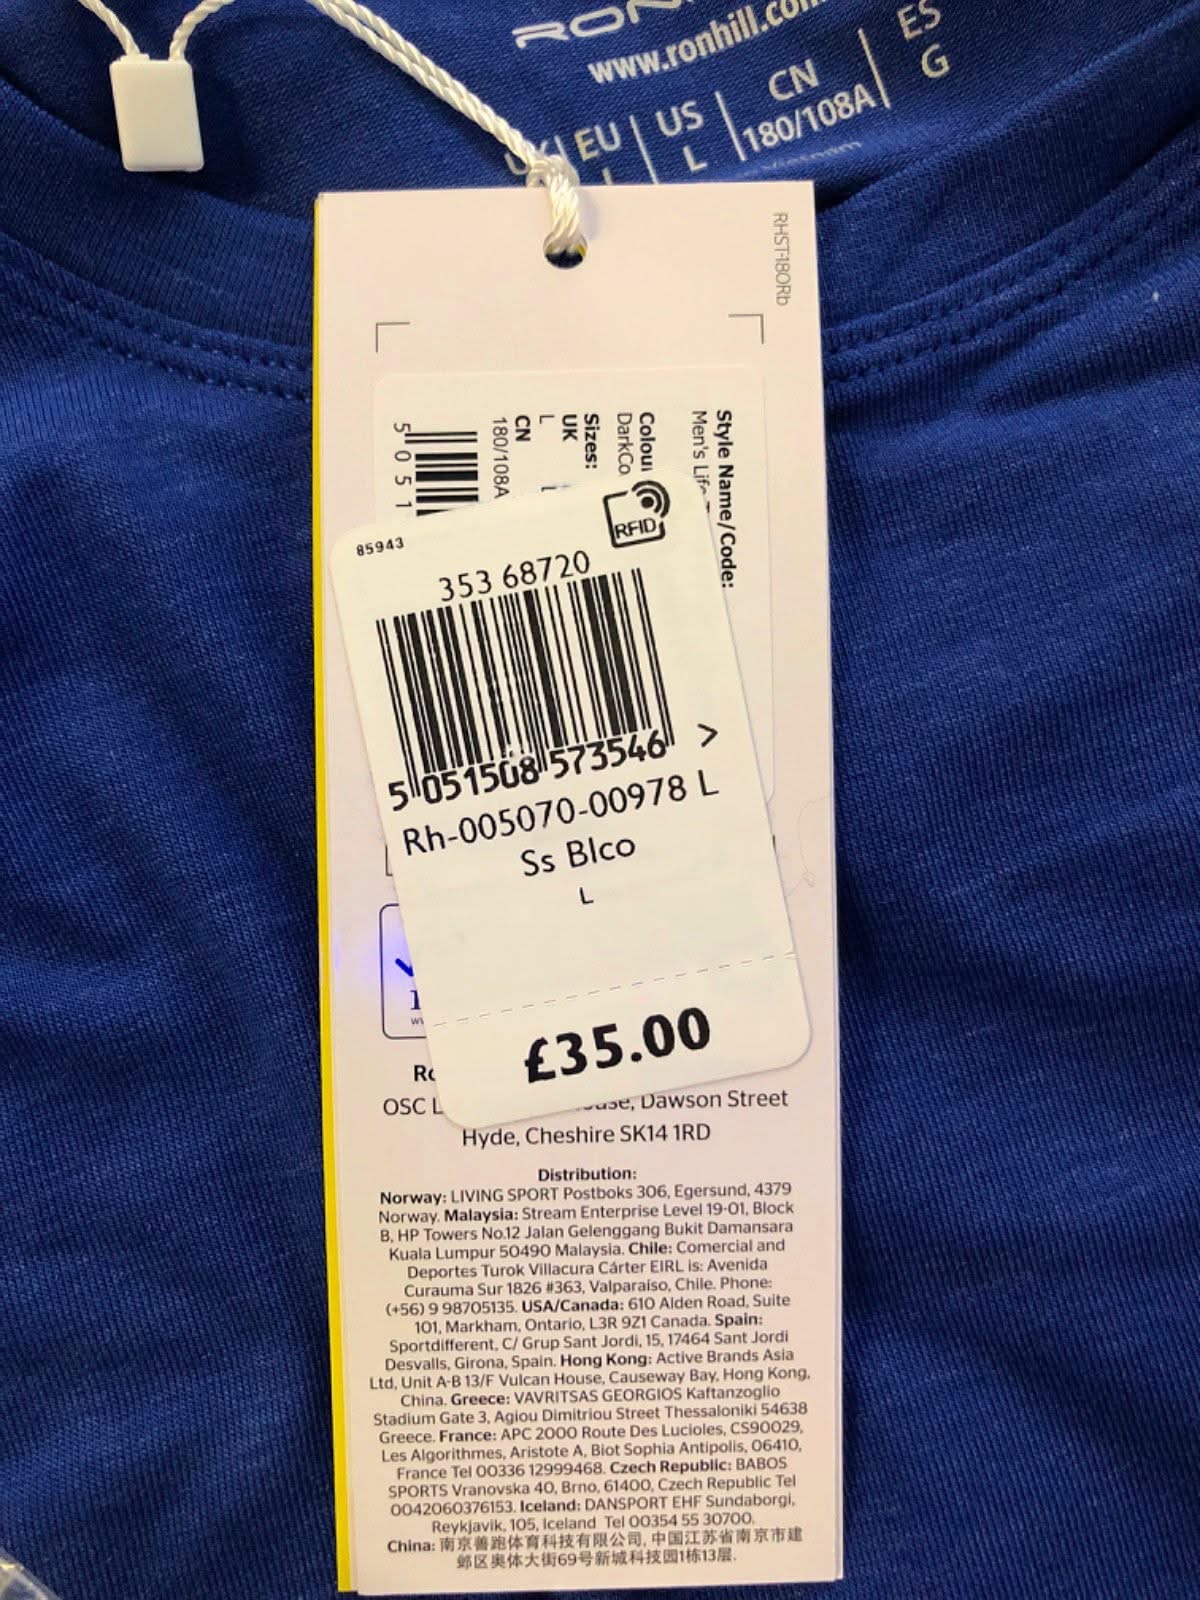 www.ronhill.com
EU US CN ES
L 180/108A G
RHST-180Rb
Style Name/Code:
Men's Life
Colour
DarkCo
Sizes:
UK
L
CN
180/108A
5 051
RFID
85943
353 68720
5 051508 573546 >
Rh-005070-00978 L
Ss Blco
L
£35.00
OSC L Dawson Street
Hyde, Cheshire SK14 1RD
Distribution:
Norway: LIVING SPORT Postboks 306, Egersund, 4379
Norway. Malaysia: Stream Enterprise Level 19-01, Block
B, HP Towers No.12 Jalan Gelenggang Bukit Damansara
Kuala Lumpur 50490 Malaysia. Chile: Comercial and
Deportes Turok Villacura Cárter EIRL is: Avenida
Curauma Sur 1826 #363, Valparaiso, Chile. Phone:
(+56) 9 98705135. USA/Canada: 610 Alden Road, Suite
101, Markham, Ontario, L3R 9Z1 Canada. Spain:
Sportdifferent, C/ Grup Sant Jordi, 15, 17464 Sant Jordi
Desvalls, Girona, Spain. Hong Kong: Active Brands Asia
Ltd, Unit A-B 13/F Vulcan House, Causeway Bay, Hong Kong,
China. Greece: VAVRITSAS GEORGIOS Kaftanzoglio
Stadium Gate 3, Agiou Dimitriou Street Thessaloniki 54638
Greece. France: APC 2000 Route Des Lucioles, CS90029,
Les Algorithmes, Aristote A, Biot Sophia Antipolis, 06410,
France Tel 00336 12999468. Czech Republic: BABOS
SPORTS Vranovska 40, Brno, 61400, Czech Republic Tel
0042060376153. Iceland: DANSPORT EHF Sundaborgi,
Reykjavik, 105, Iceland Tel 00354 55 30700.
China: 南京善跑体育科技有限公司, 中国江苏省南京市建
邺区奥体大街69号新城科技园1栋13层.